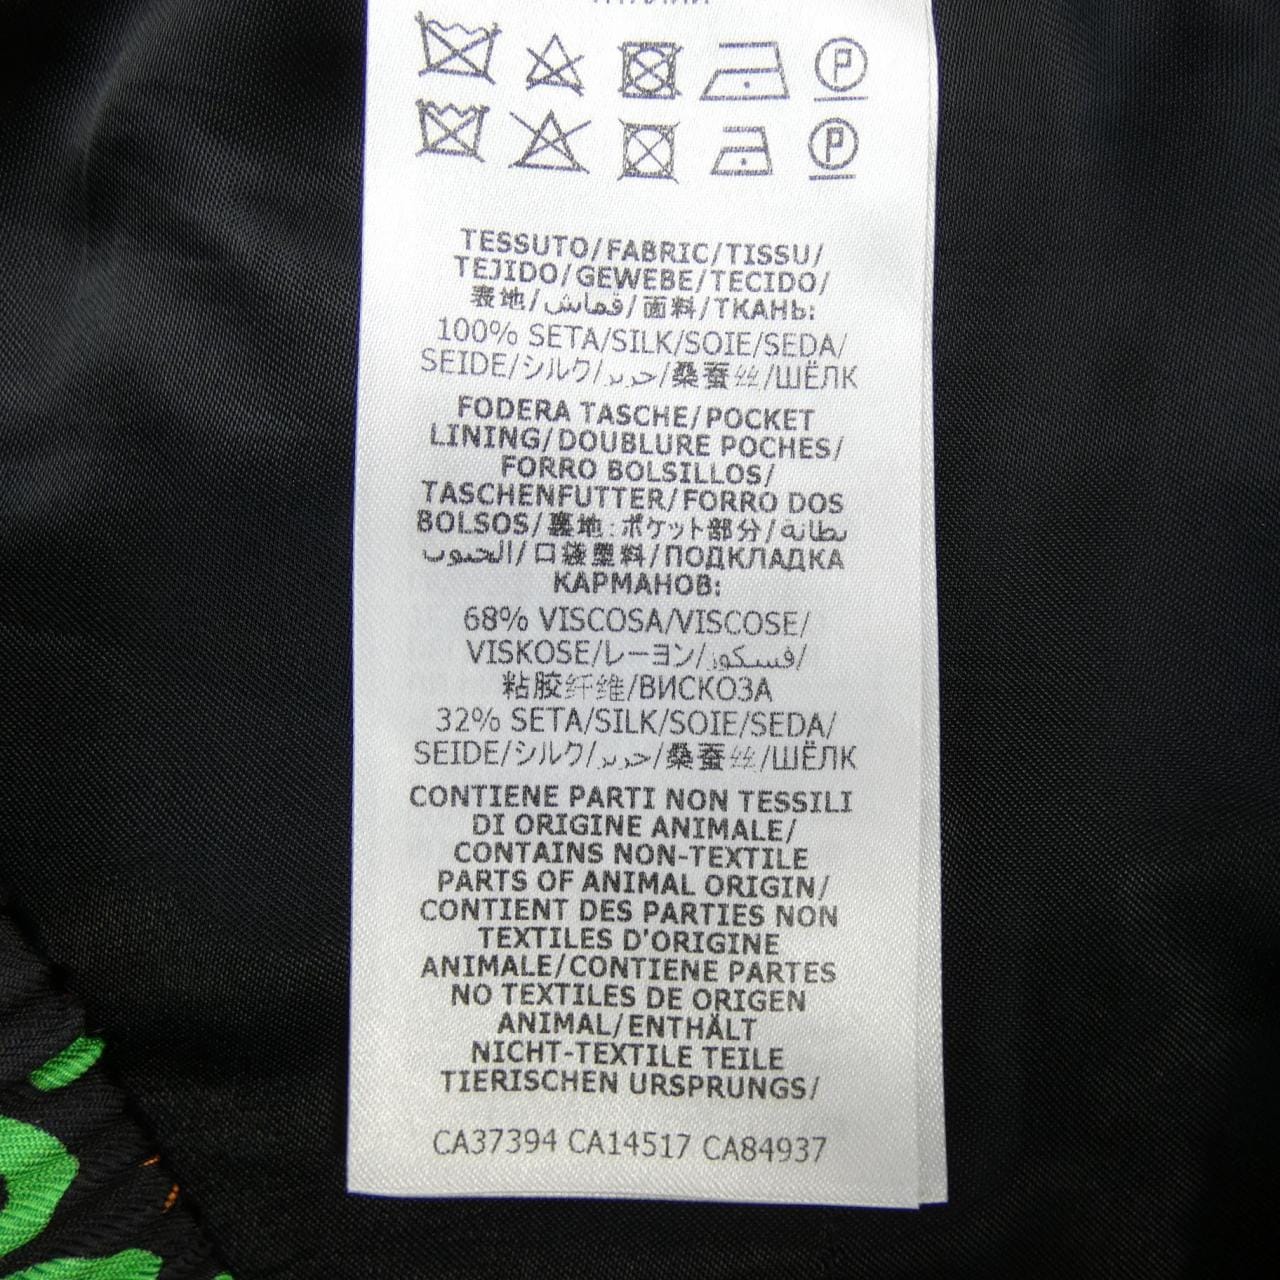 TESSUTO/FABRIC/TISSU/
TEJIDO/GEWEBE/TECIDO/
表地/قماش/面料/ТКАНЬ:
100% SETA/SILK/SOIE/SEDA/
SEIDE/シルク/حرير/桑蚕丝/ШЁЛК
FODERA TASCHE/POCKET
LINING/DOUBLURE POCHES/
FORRO BOLSILLOS/
TASCHENFUTTER/FORRO DOS
BOLSOS/裏地:ポケット部分/بطانة
الجيوب/口袋里料/ПОДКЛАДКА
КАРМАНОВ:
68% VISCOSA/VISCOSE/
VISKOSE/レーヨン/فسكوز/
粘胶纤维/ВИСКОЗА
32% SETA/SILK/SOIE/SEDA/
SEIDE/シルク/حرير/桑蚕丝/ШЁЛК
CONTIENE PARTI NON TESSILI
DI ORIGINE ANIMALE/
CONTAINS NON-TEXTILE
PARTS OF ANIMAL ORIGIN/
CONTIENT DES PARTIES NON
TEXTILES D'ORIGINE
ANIMALE/CONTIENE PARTES
NO TEXTILES DE ORIGEN
ANIMAL/ENTHÄLT
NICHT-TEXTILE TEILE
TIERISCHEN URSPRUNGS/
CA37394 CA14517 CA84937